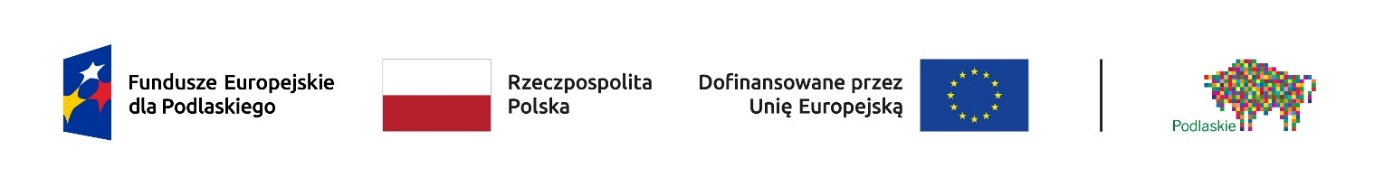 Fundusze Europejskie
dla Podlaskiego
Rzeczpospolita
Polska
Dofinansowane przez
Unię Europejską
Podlaskie